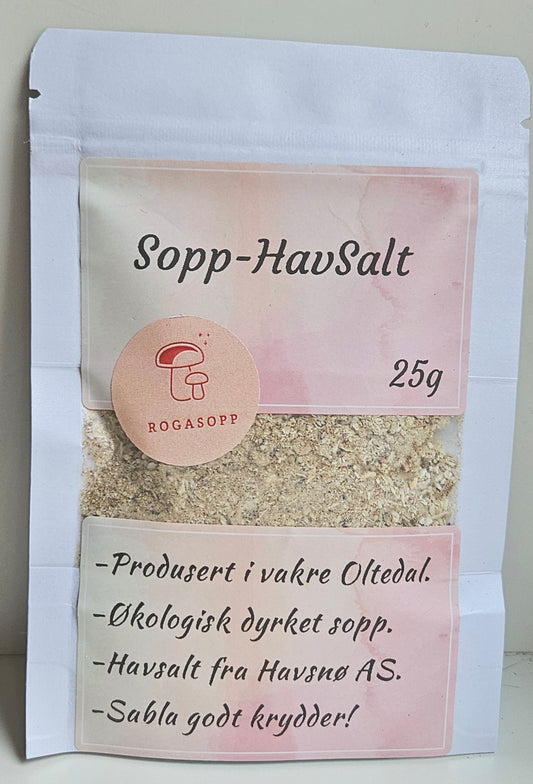 Sopp-HavSalt
25g
ROGASOPP
-Produsert i vakre Oltedal.
-Økologisk dyrket sopp.
-Havsalt fra Havsnø AS.
-Sabla godt krydder!